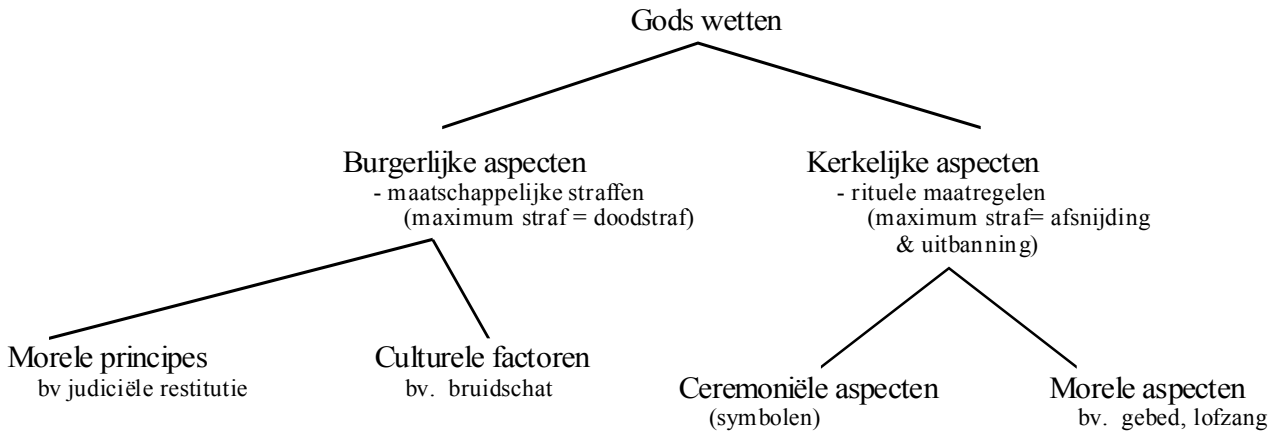 Gods wetten
Burgerlijke aspecten
- maatschappelijke straffen
(maximum straf = doodstraf)
Kerkelijke aspecten
- rituele maatregelen
(maximum straf= afsnijding
& uitbanning)
Morele principes
bv judiciële restitutie
Culturele factoren
bv. bruidschat
Ceremoniële aspecten
(symbolen)
Morele aspecten
bv. gebed, lofzang